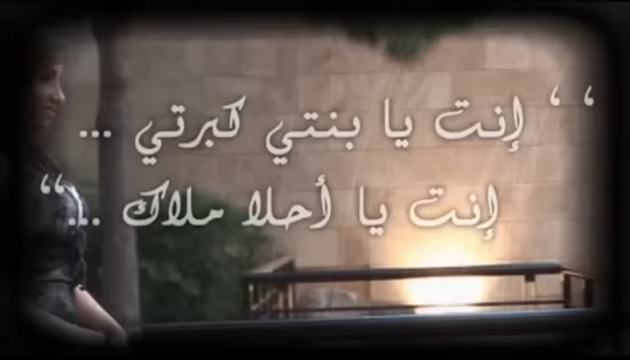 ‘ ‘ إنت يا بنتي كبرتي ...
إنت يا أحلا ملاك ...“